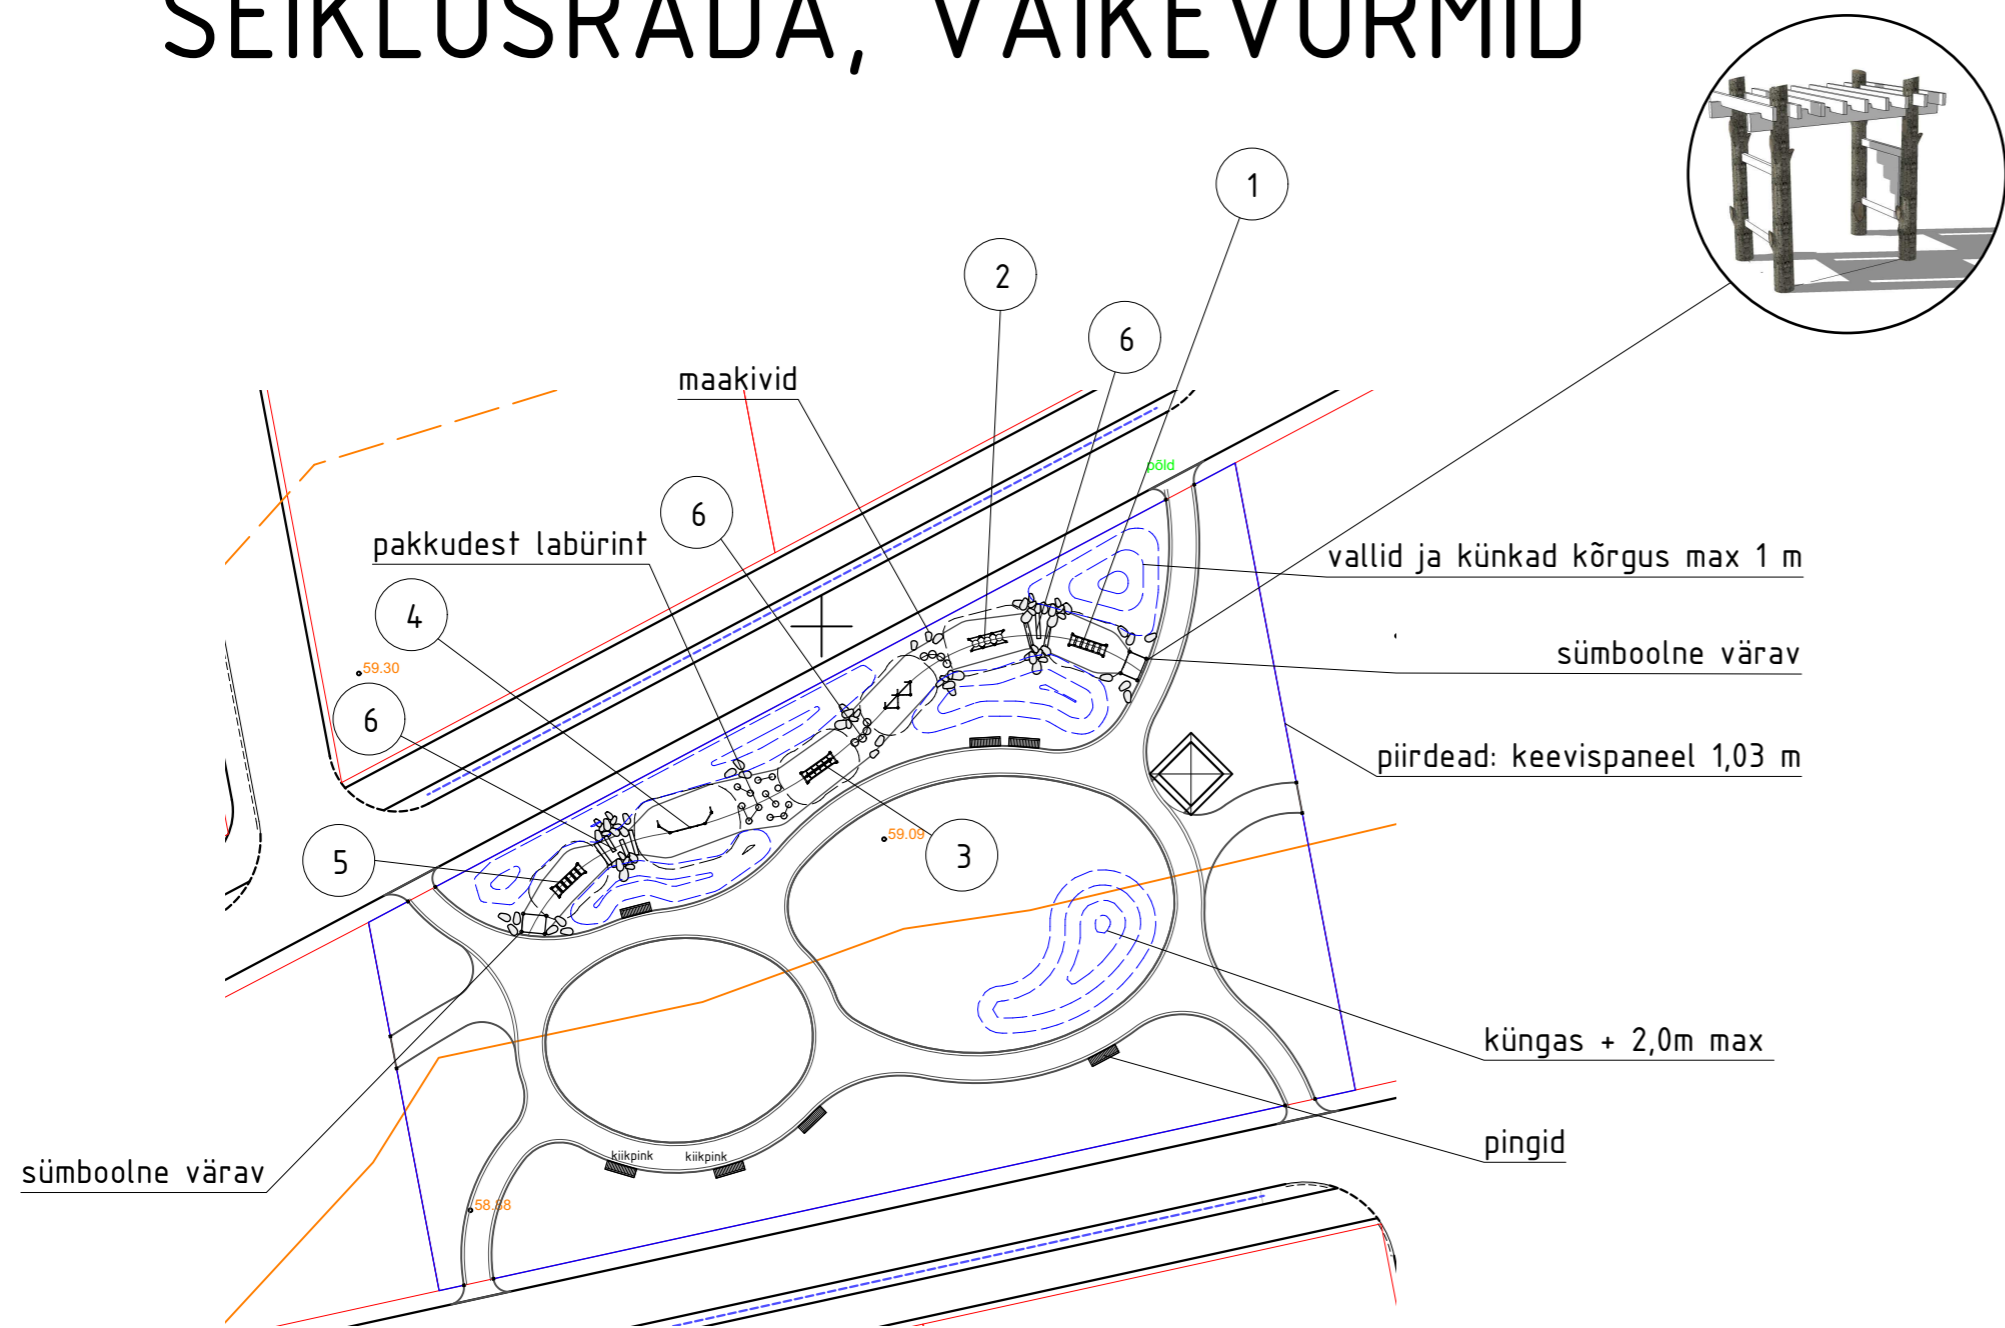 SEIKLUSRADA, VÄIKEVORMID
1
2
6
maakivid
põld
6
pakkudest labürint
vallid ja künkad kõrgus max 1 m
4
sümboolne värav
59.30
6
piirdead: keevispaneel 1,03 m
59.09
5
3
küngas + 2,0m max
pingid
kiikpink
kiikpink
sümboolne värav
58.88